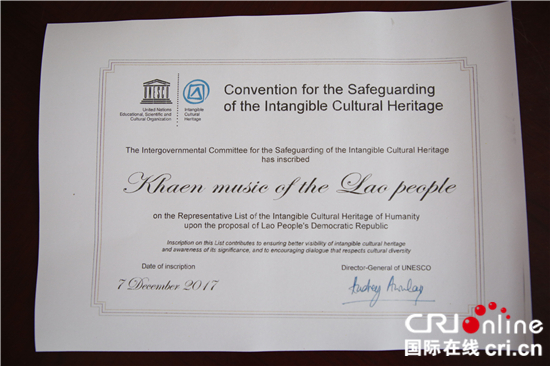 United Nations
Educational, Scientific and
Cultural Organization
Intangible
Cultural
Heritage
Convention for the Safeguarding
of the Intangible Cultural Heritage
The Intergovernmental Committee for the Safeguarding of the Intangible Cultural Heritage
has inscribed
Khaen music of the Lao people
on the Representative List of the Intangible Cultural Heritage of Humanity
upon the proposal of Lao People's Democratic Republic
Inscription on this List contributes to ensuring better visibility of intangible cultural heritage
and awareness of its significance, and to encouraging dialogue that respects cultural diversity
Date of inscription
Director-General of UNESCO
7 December 2017
CRI online
国际在线 cri.cn